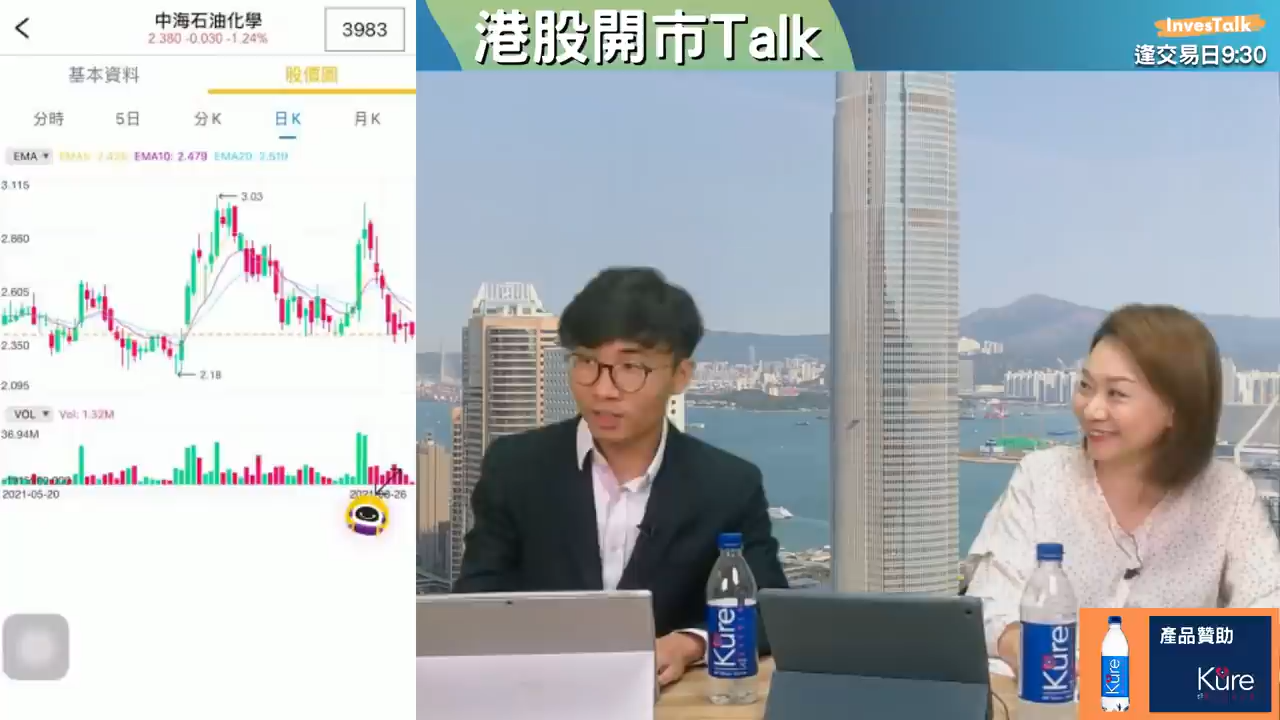 中海石油化學
2.380 -0.030 -1.24%
3983
基本資料
股價圖
分時
5日
分K
日K
月K
EMA
EMA10: 2.479
EMA20: 2.519
3.115
2.860
2.605
2.350
2.095
3.03
2.18
VOL
Vol: 1.32M
36.94M
2021-05-20
港股開市Talk
InvesTalk
逢交易日9:30
Kure
Kure
Kure
產品贊助
Kure